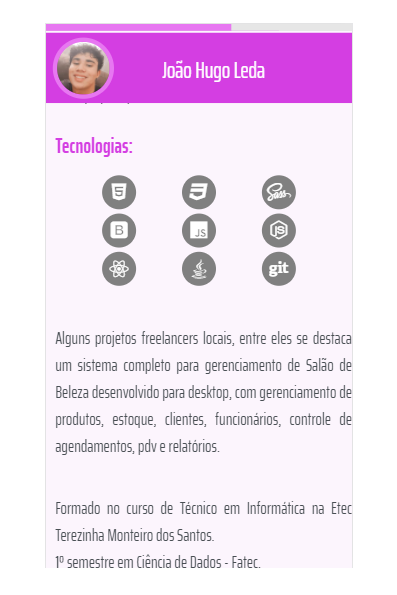 João Hugo Leda
Tecnologias:
5
3
Sass
B
JS
JS
git
Alguns projetos freelancers locais, entre eles se destaca
um sistema completo para gerenciamento de Salão de
Beleza desenvolvido para desktop, com gerenciamento de
produtos, estoque, clientes, funcionários, controle de
agendamentos, pdv e relatórios.
Formado no curso de Técnico em Informática na Etec
Terezinha Monteiro dos Santos.
1º semestre em Ciência de Dados - Fatec.